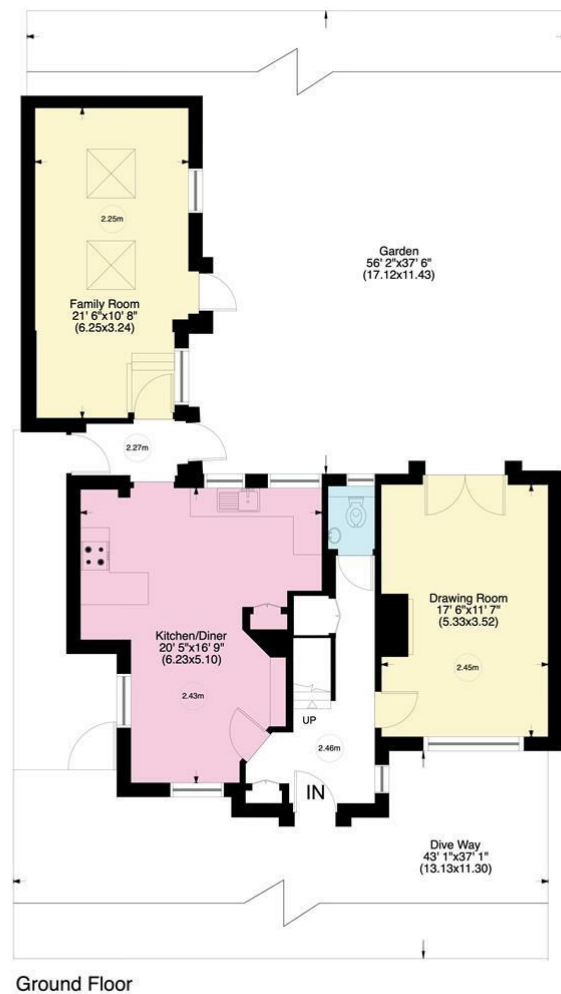 2.25m
Family Room
21' 6"x10' 8"
(6.25x3.24)
Garden
56' 2"x37' 6"
(17.12x11.43)
2.27m
Kitchen/Diner
20' 5"x16' 9"
(6.23x5.10)
2.43m
Drawing Room
17' 6"x11' 7"
(5.33x3.52)
2.45m
UP
2.46m
IN
Dive Way
43' 1"x37' 1"
(13.13x11.30)
Ground Floor